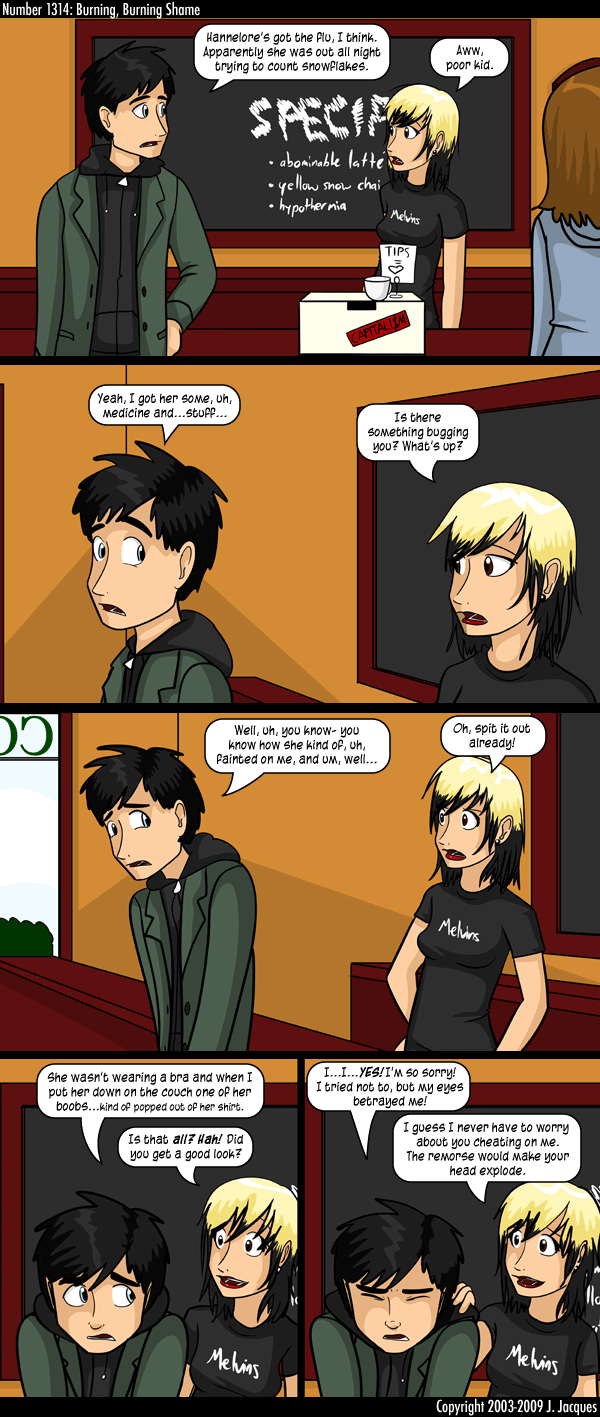 Number 1314: Burning, Burning Shame
Hannelore's got the flu, I think.
Apparently she was out all night
trying to count snowflakes.
Aww,
poor kid.
SPECI
• abominable latte
• yellow snow chai
• hypothermia
Melvins
TIPS
=
CAPITALISM
Yeah, I got her some, uh,
medicine and...stuff...
Is there
something bugging
you? What's up?
Well, uh, you know- you
know how she kind of, uh,
fainted on me, and um, well...
Oh, spit it out
already!
Melvins
She wasn't wearing a bra and when I
put her down on the couch one of her
boobs...kind of popped out of her shirt.
Is that all? Hah! Did
you get a good look?
Melvins
I...I...YES! I'm so sorry!
I tried not to, but my eyes
betrayed me!
I guess I never have to worry
about you cheating on me.
The remorse would make your
head explode.
Melvins
Copyright 2003-2009 J. Jacques